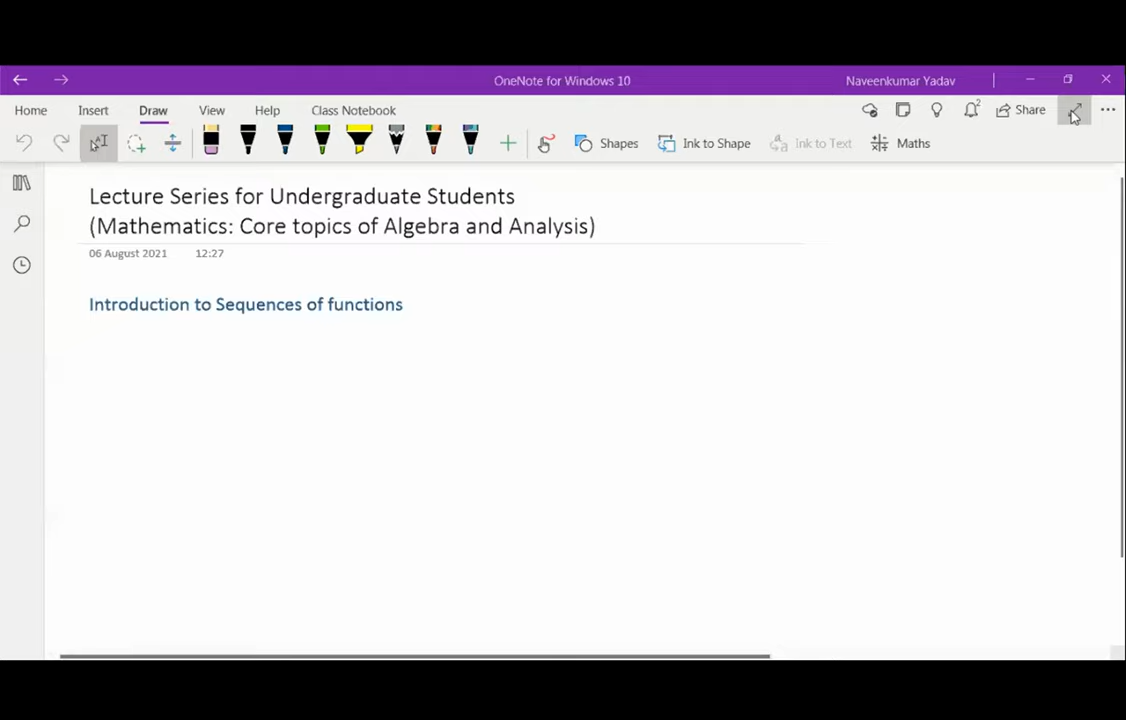 OneNote for Windows 10
Naveenkumar Yadav
Home Insert Draw View Help Class Notebook
2 Share
Shapes Ink to Shape Ink to Text Maths
Lecture Series for Undergraduate Students
(Mathematics: Core topics of Algebra and Analysis)
06 August 2021 12:27
Introduction to Sequences of functions